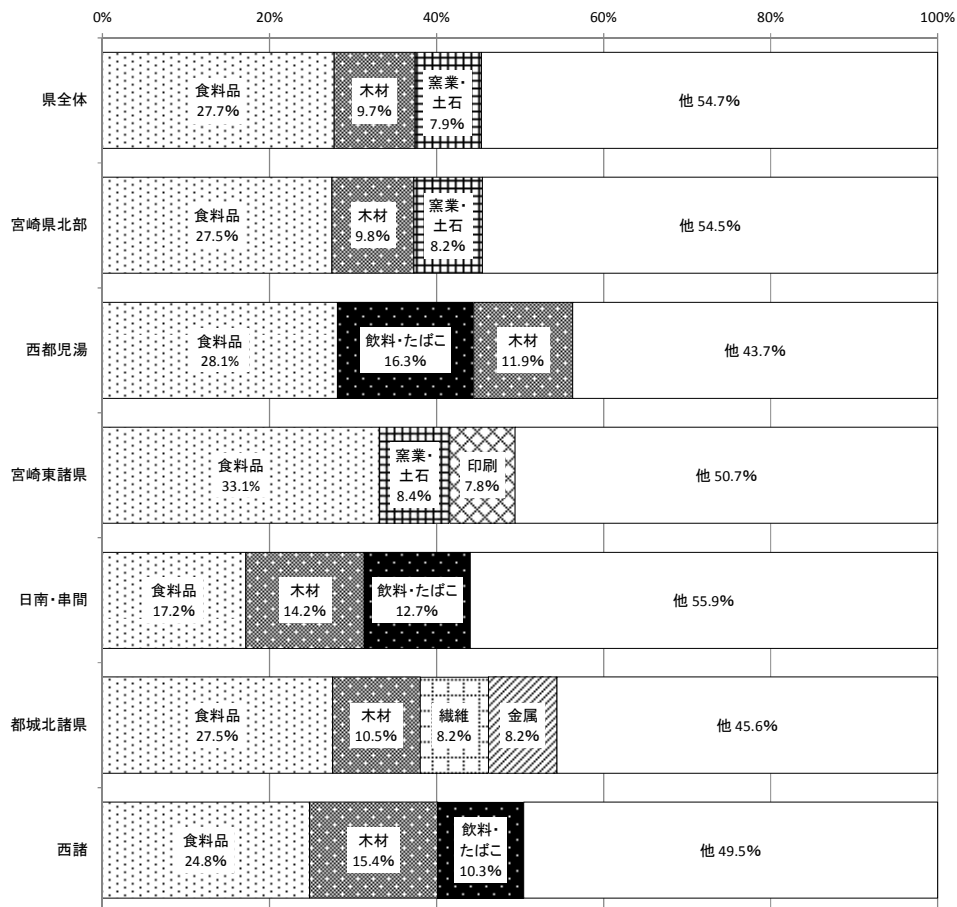 0% 20% 40% 60% 80% 100%
県全体
食料品
27.7%
木材
9.7%
窯業・
土石
7.9%
他 54.7%
宮崎県北部
食料品
27.5%
木材
9.8%
窯業・
土石
8.2%
他 54.5%
西都児湯
食料品
28.1%
飲料・たばこ
16.3%
木材
11.9%
他 43.7%
宮崎東諸県
食料品
33.1%
窯業・
土石
8.4%
印刷
7.8%
他 50.7%
日南・串間
食料品
17.2%
木材
14.2%
飲料・たばこ
12.7%
他 55.9%
都城北諸県
食料品
27.5%
木材
10.5%
繊維
8.2%
金属
8.2%
他 45.6%
西諸
食料品
24.8%
木材
15.4%
飲料・
たばこ
10.3%
他 49.5%